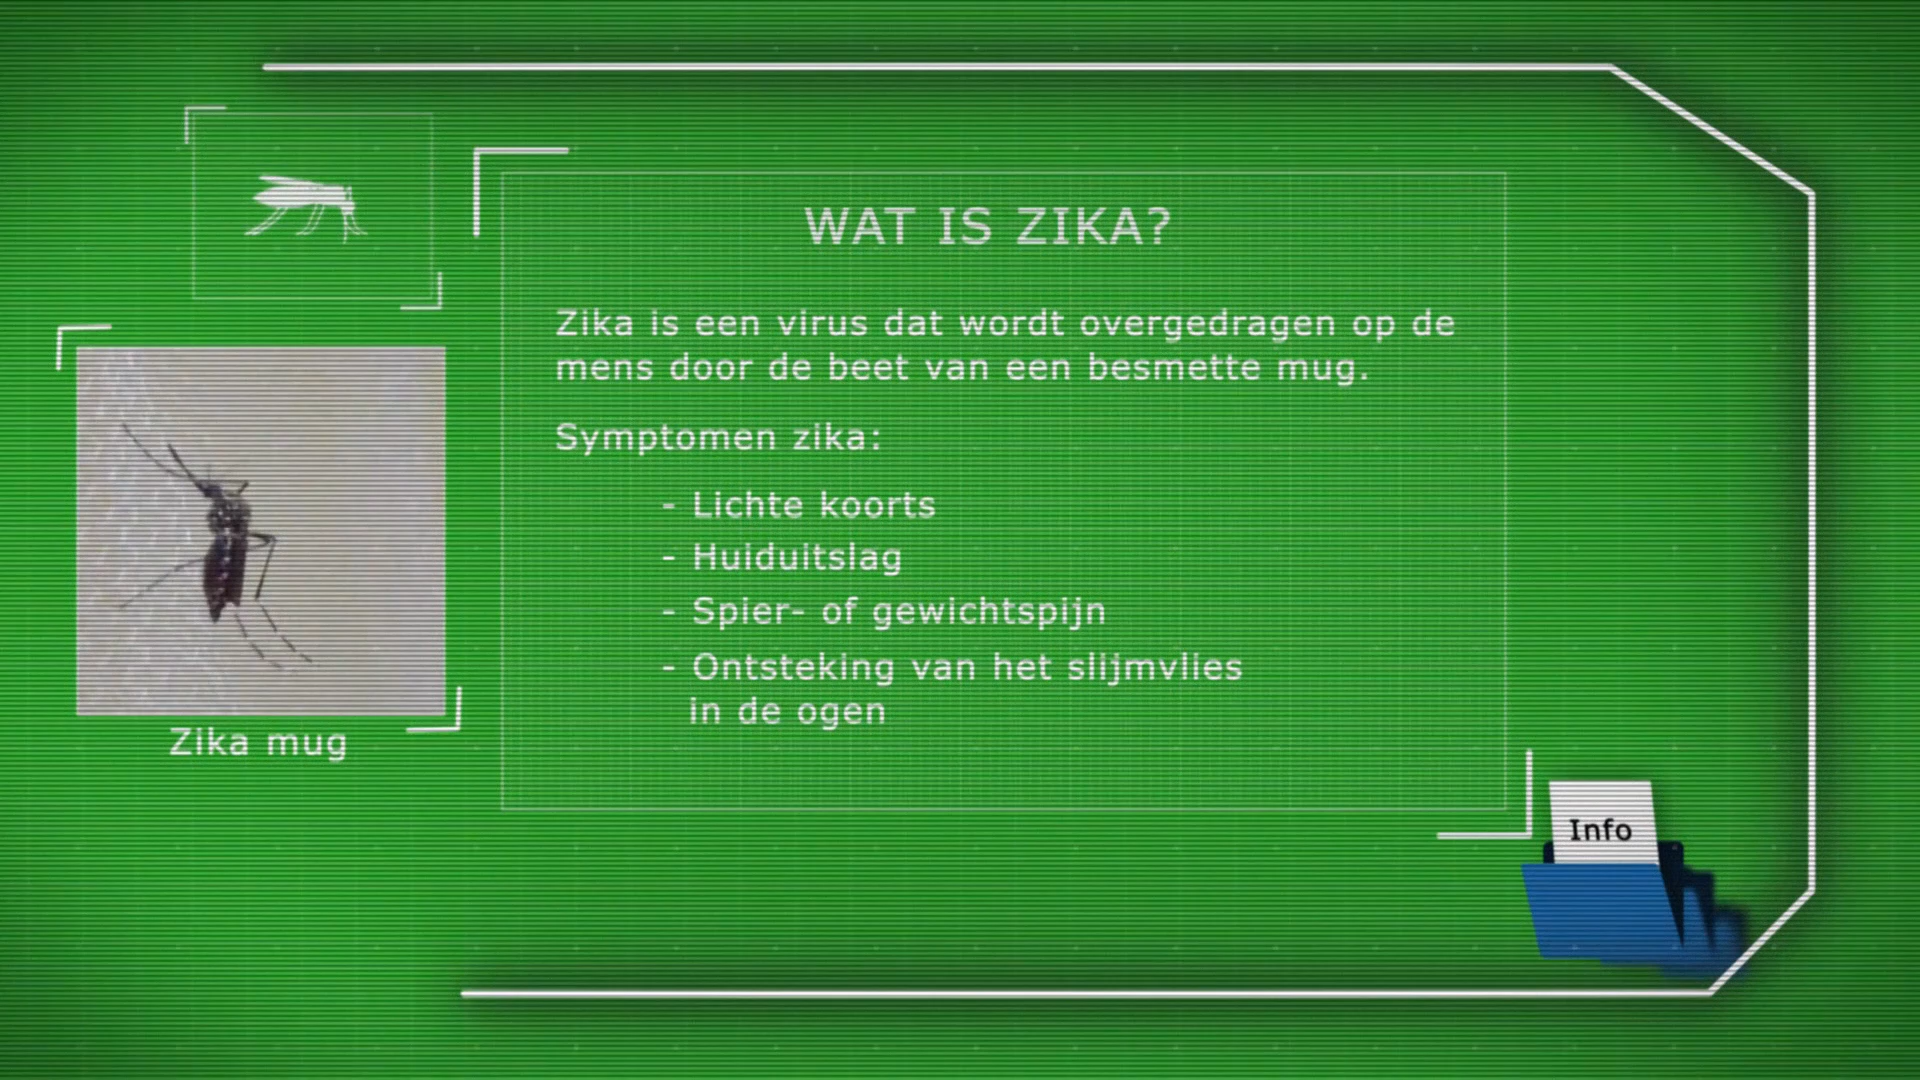 WAT IS ZIKA?
Zika is een virus dat wordt overgedragen op de
mens door de beet van een besmette mug.
Symptomen zika:
- Lichte koorts
- Huiduitslag
- Spier- of gewichtspijn
- Ontsteking van het slijmvlies
in de ogen
Zika mug
Info